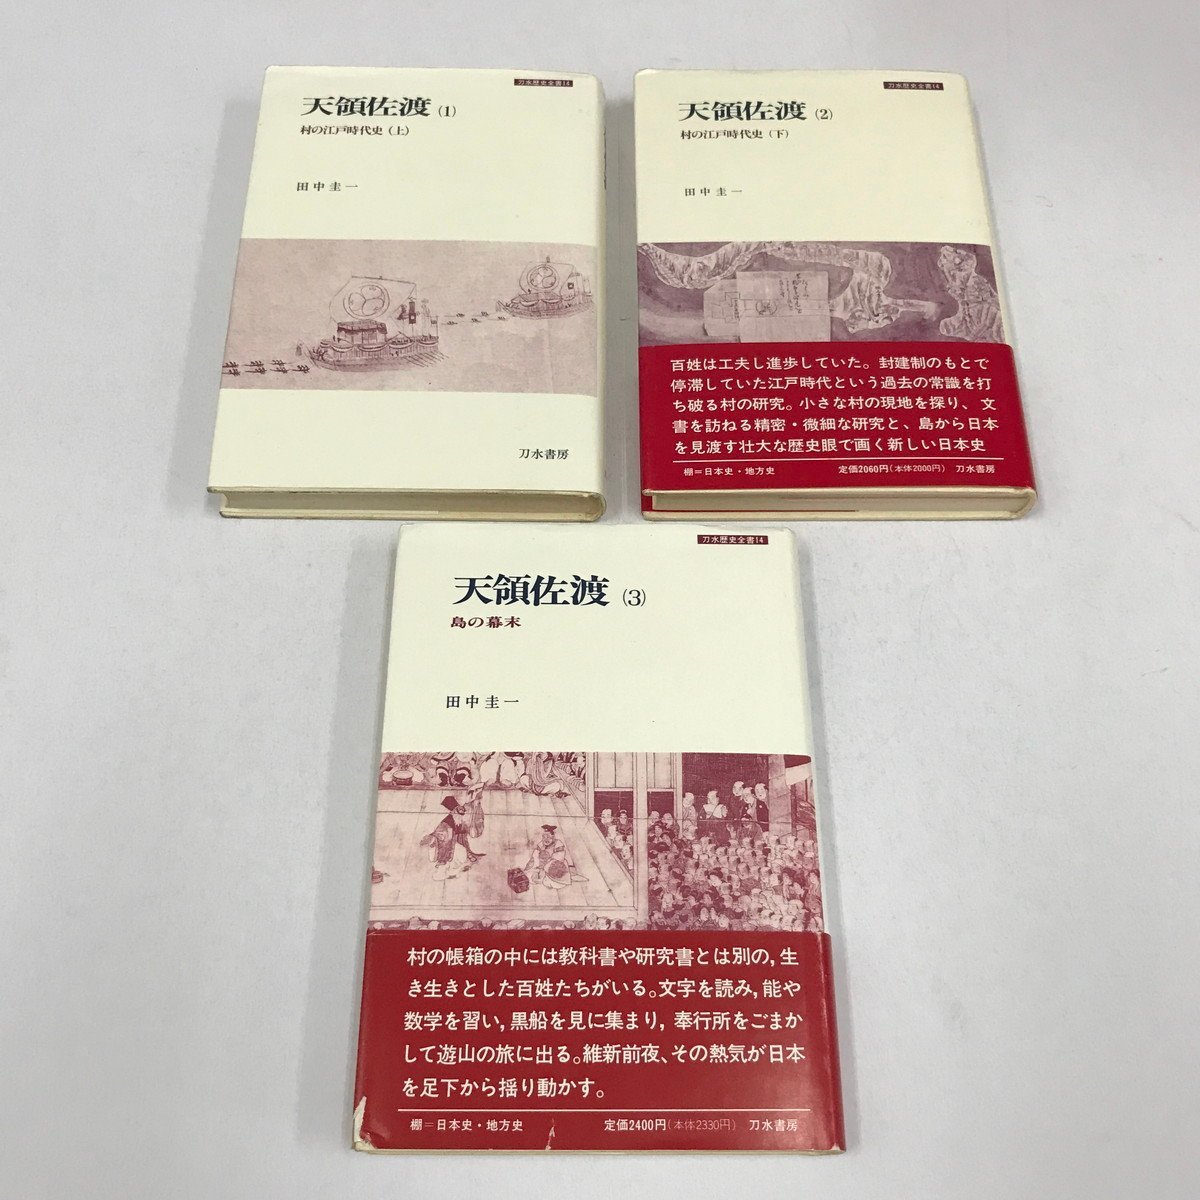 刀水歴史全書14
天領佐渡(1)
村の江戸時代史(上)
田中圭一
刀水書房
刀水歴史全書14
天領佐渡(2)
村の江戸時代史(下)
田中圭一
百姓は工夫し進歩していた。封建制のもとで
停滞していた江戸時代という過去の常識を打
ち破る村の研究。小さな村の現地を探り、文
書を訪ねる精密・微細な研究と、島から日本
を見渡す壮大な歴史眼で画く新しい日本史
棚＝日本史・地方史 定価2060円(本体2000円) 刀水書房
刀水歴史全書14
天領佐渡(3)
島の幕末
田中圭一
村の帳箱の中には教科書や研究書とは別の,生
き生きとした百姓たちがいる。文字を読み,能や
数学を習い,黒船を見に集まり,奉行所をごまか
して遊山の旅に出る。維新前夜、その熱気が日本
を足下から揺り動かす。
棚＝日本史・地方史 定価2400円(本体2330円) 刀水書房